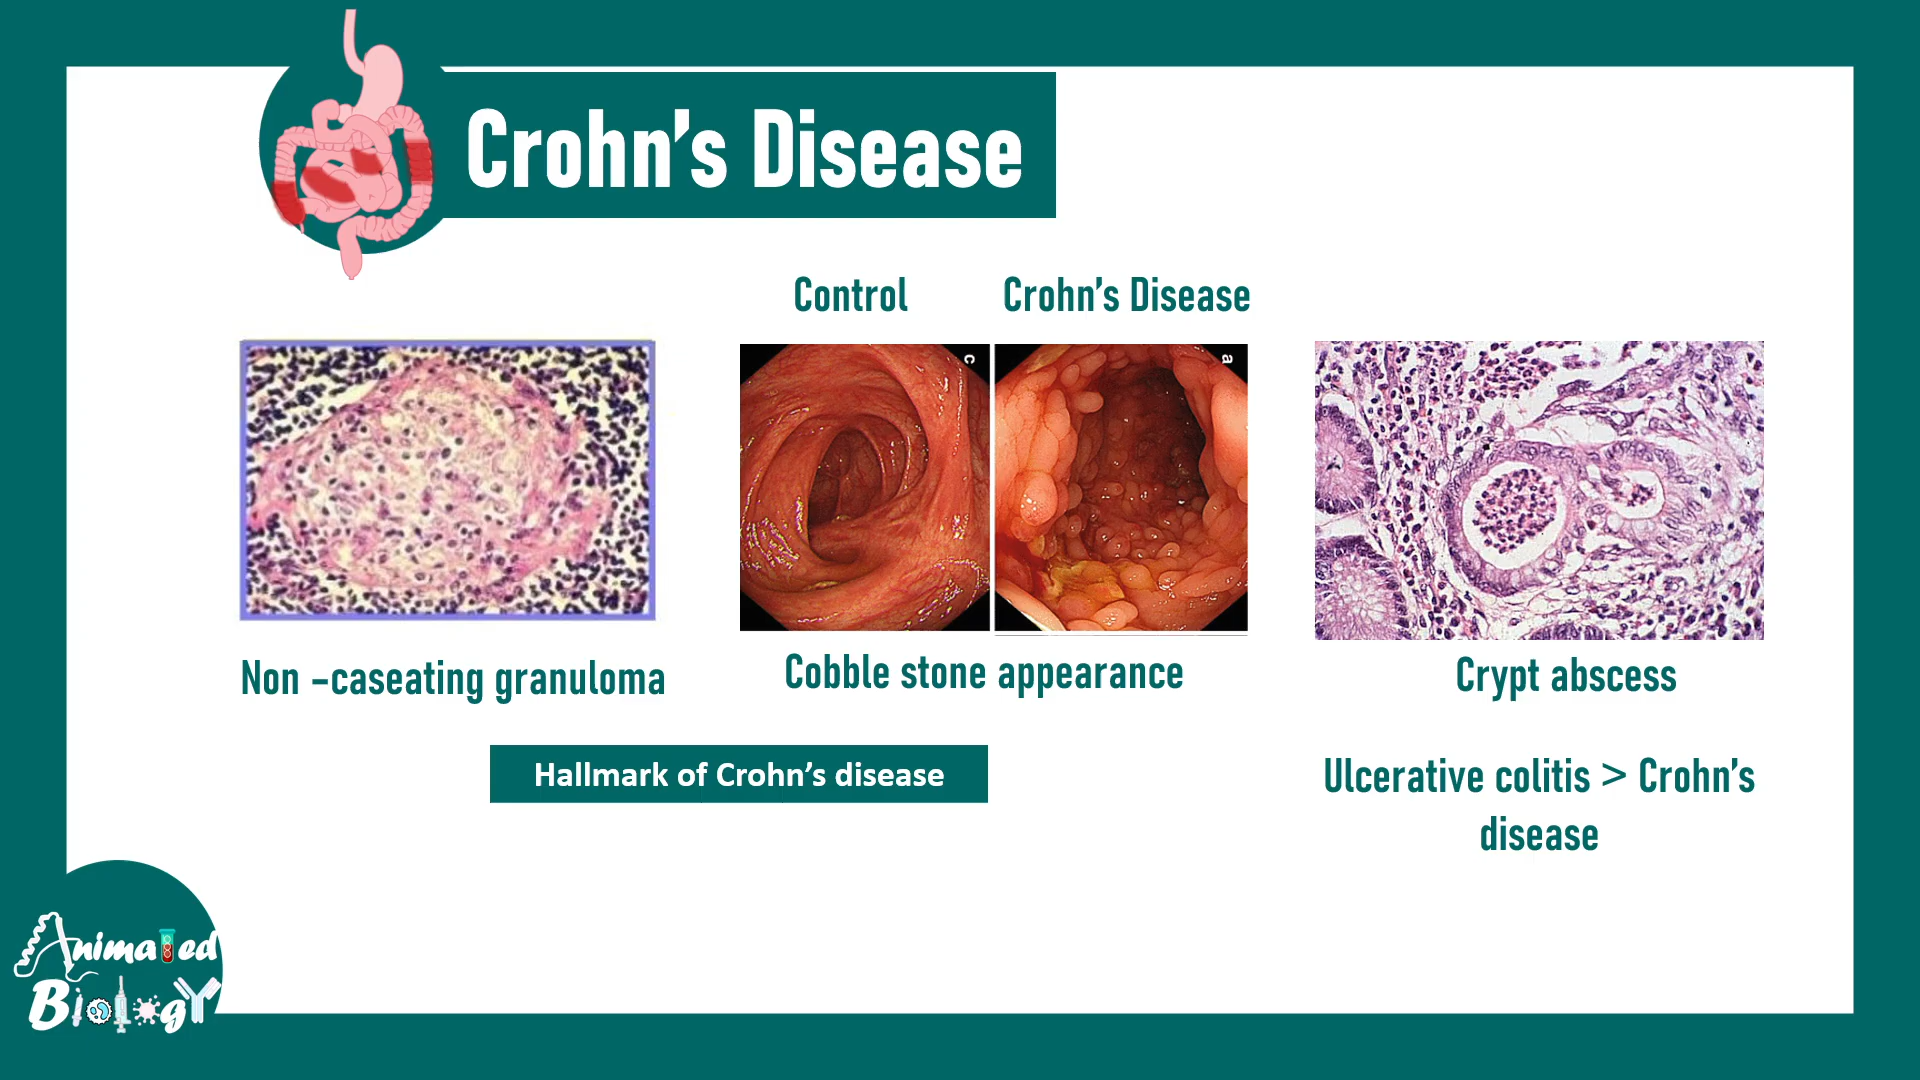 Crohn’s Disease
Control
Crohn’s Disease
c
a
Non –caseating granuloma
Cobble stone appearance
Crypt abscess
Hallmark of Crohn’s disease
Ulcerative colitis > Crohn’s
disease
Animated
Biology